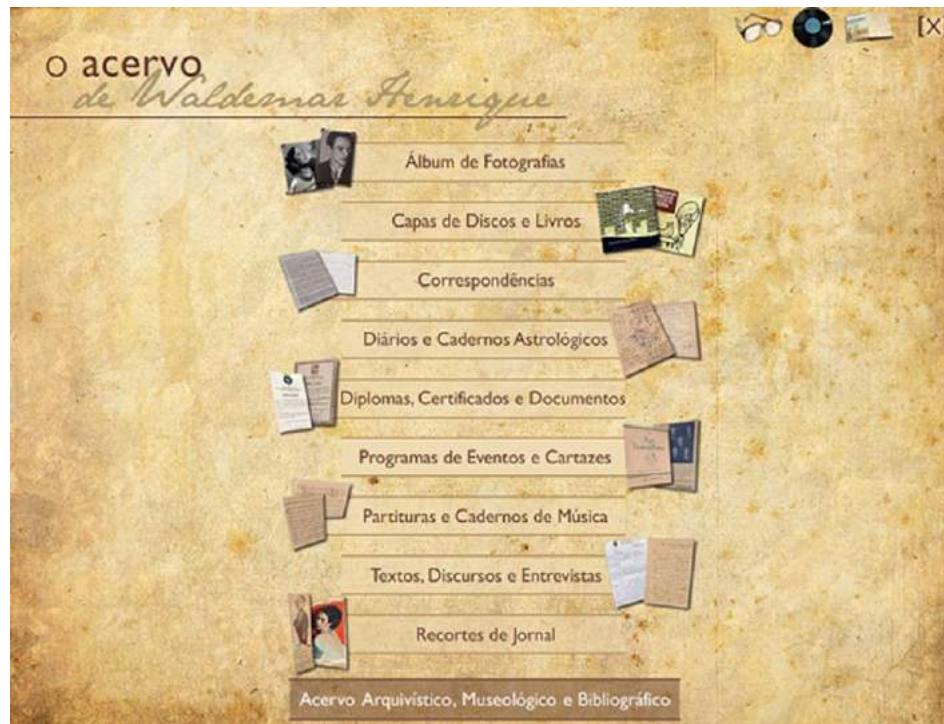 [X
o acervo
de Waldemar Henrique
Álbum de Fotografias
Capas de Discos e Livros
Correspondências
Diários e Cadernos Astrológicos
Diplomas, Certificados e Documentos
Programas de Eventos e Cartazes
Partituras e Cadernos de Música
Textos, Discursos e Entrevistas
Recortes de Jornal
Acervo Arquivístico, Museológico e Bibliográfico